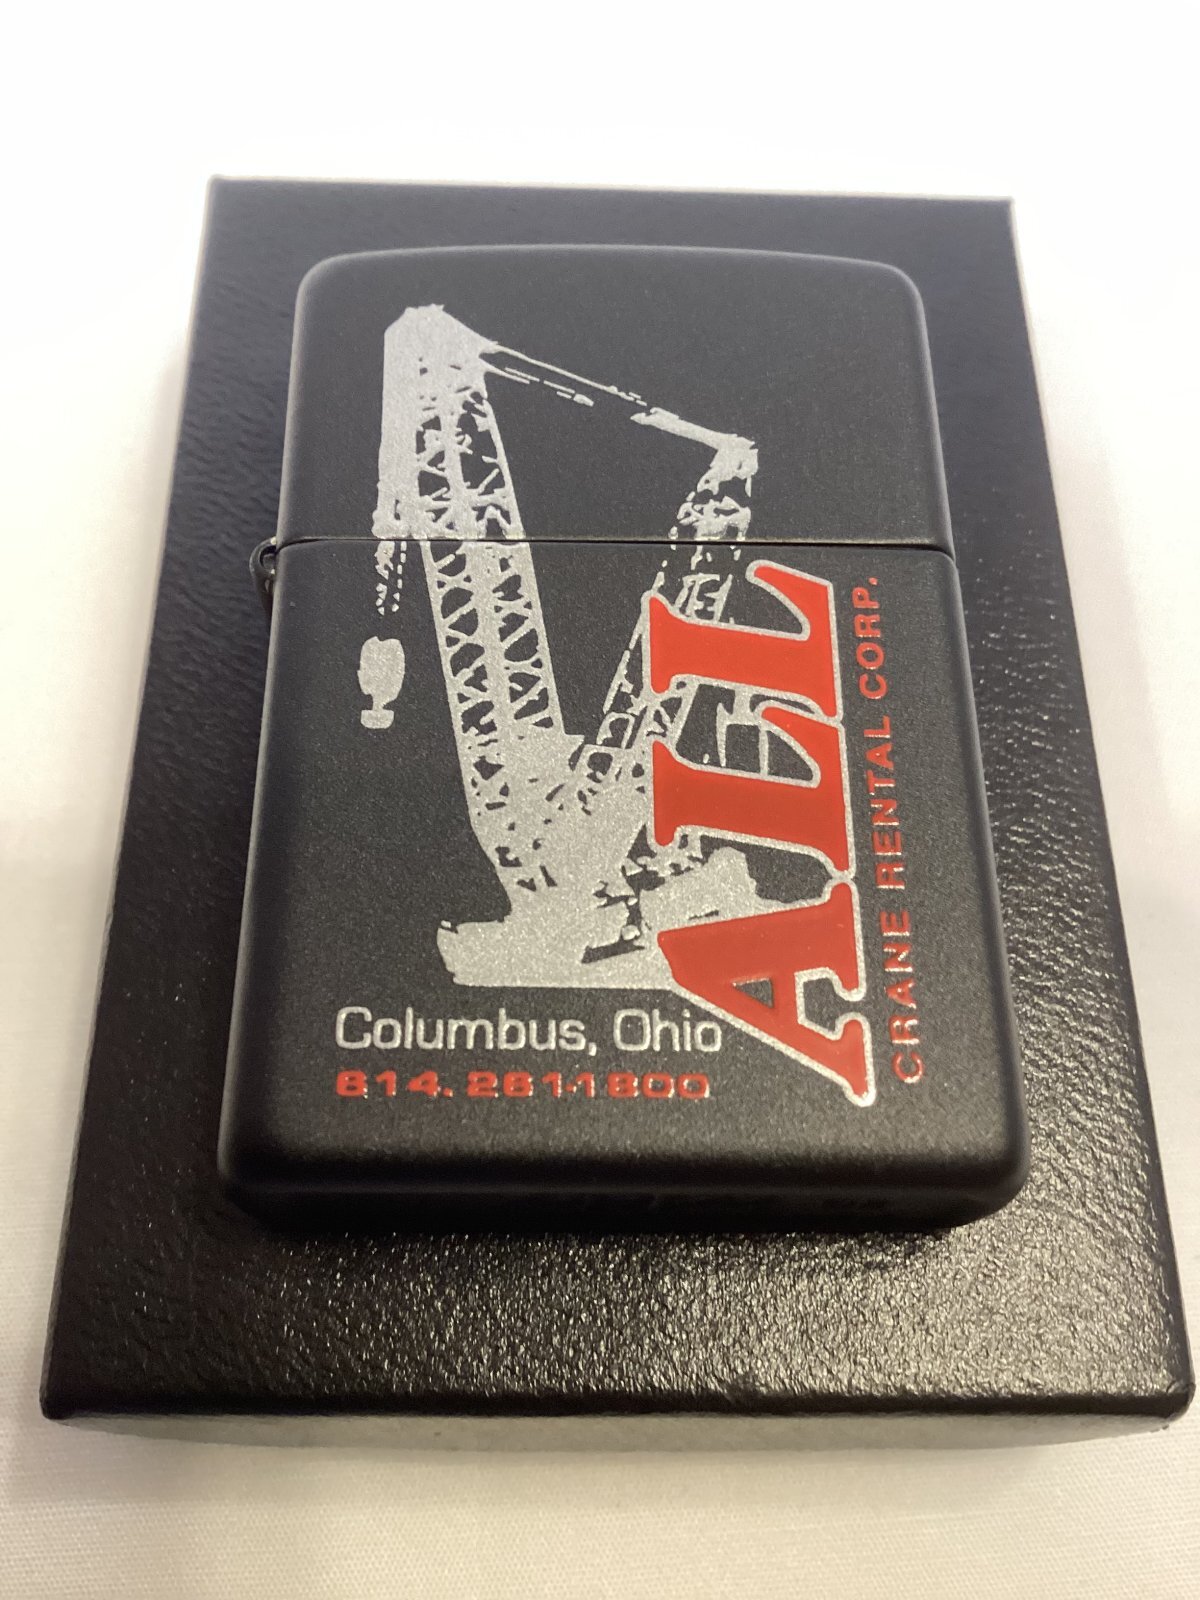 ALL
CRANE RENTAL CORP.
Columbus, Ohio
614.261-1800